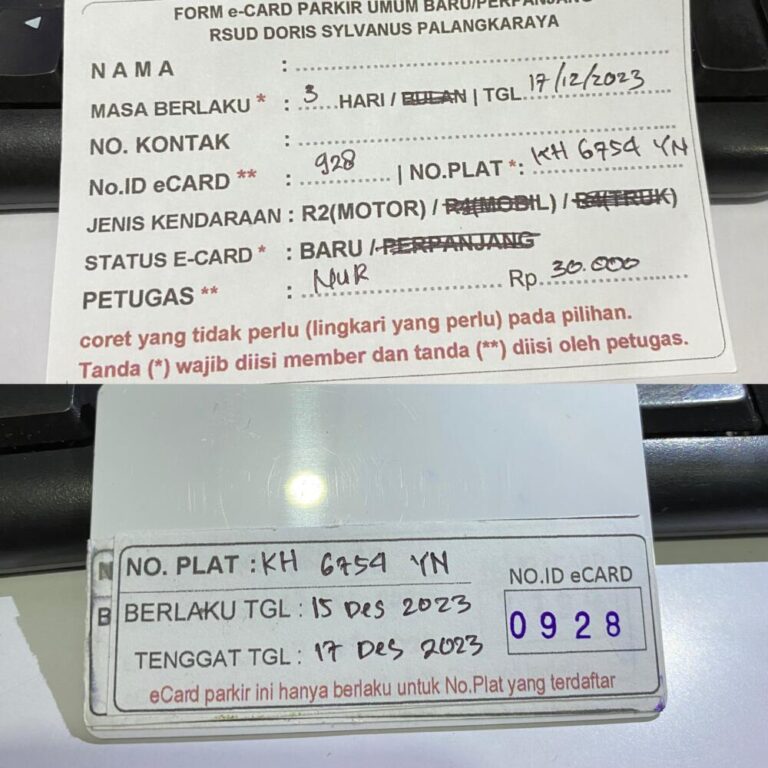 FORM e-CARD PARKIR UMUM BARU/PERPANJANG
RSUD DORIS SYLVANUS PALANGKARAYA
NAMA :
MASA BERLAKU * : 3 HARI / BULAN | TGL 17/12/2023
NO. KONTAK :
No.ID eCARD ** : 928 | NO.PLAT *: KH 6754 YN
JENIS KENDARAAN : R2(MOTOR) / R4(MOBIL) / R4(TRUK)
STATUS E-CARD * : BARU / PERPANJANG
PETUGAS ** : NUR Rp. 30.000
coret yang tidak perlu (lingkari yang perlu) pada pilihan.
Tanda (*) wajib diisi member dan tanda (**) diisi oleh petugas.
N
NO. PLAT : KH 6754 YN
NO.ID eCARD
B
BERLAKU TGL : 15 Des 2023
0928
TENGGAT TGL : 17 Des 2023
eCard parkir ini hanya berlaku untuk No.Plat yang terdaftar